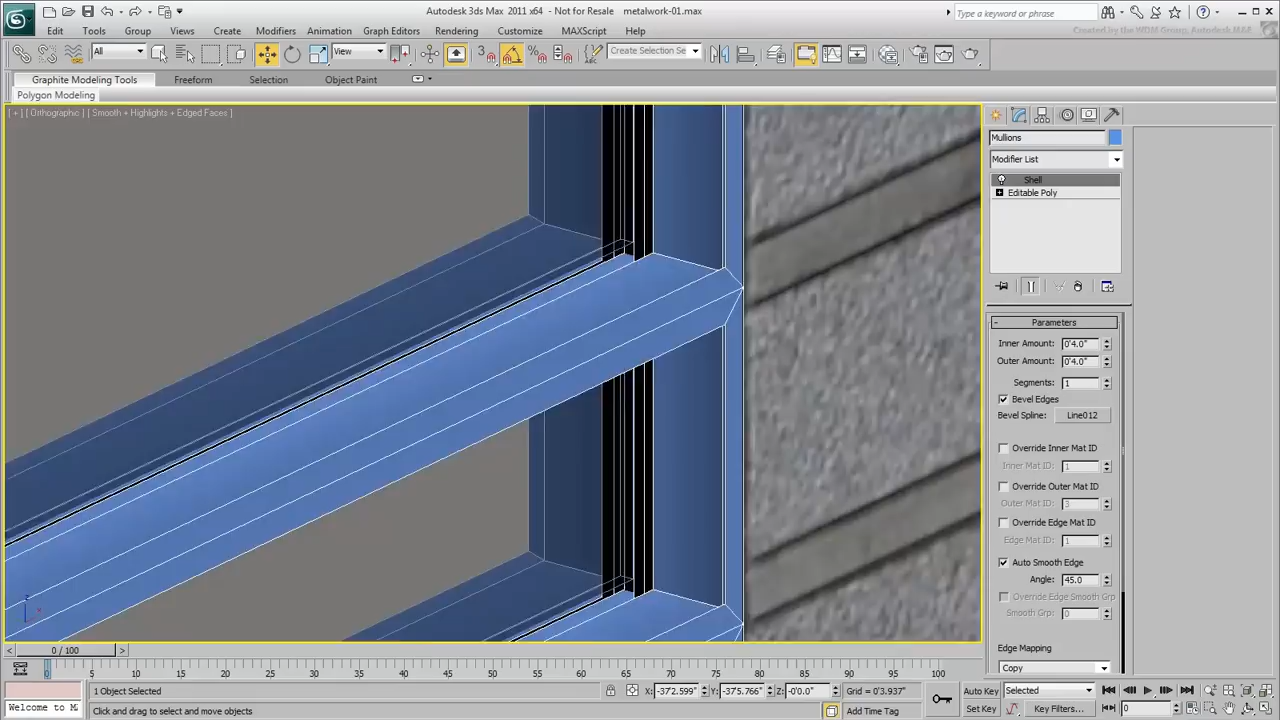 Autodesk 3ds Max 2011 x64 - Not for Resale metalwork-01.max
Type a keyword or phrase
Edit Tools Group Views Create Modifiers Animation Graph Editors Rendering Customize MAXScript Help
Created by the WDM Group, Autodesk M&E
All
View
Create Selection Se
Graphite Modeling Tools Freeform Selection Object Paint
Polygon Modeling
[ + ] [ Orthographic ] [ Smooth + Highlights + Edged Faces ]
Mullions
Modifier List
Shell
Editable Poly
Parameters
Inner Amount: 0'4.0"
Outer Amount: 0'4.0"
Segments: 1
Bevel Edges
Bevel Spline: Line012
Override Inner Mat ID
Inner Mat ID: 1
Override Outer Mat ID
Outer Mat ID: 3
Override Edge Mat ID
Edge Mat ID: 1
Auto Smooth Edge
Angle: 45.0
Override Edge Smooth Grp
Smooth Grp: 0
Edge Mapping
Copy
0 / 100
0 5 10 15 20 25 30 35 40 45 50 55 60 65 70 75 80 85 90 95 100
1 Object Selected
X: -372.599" Y: -375.766" Z: -0'0.0" Grid = 0'3.937"
Auto Key Selected
Welcome to M
Click and drag to select and move objects
Add Time Tag
Set Key Key Filters... 0